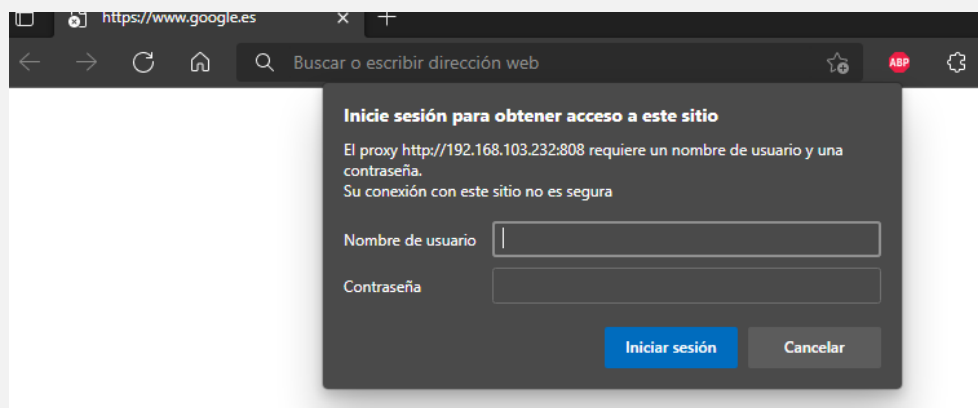 https://www.google.es
Buscar o escribir dirección web
ABP
Inicie sesión para obtener acceso a este sitio
El proxy http://192.168.103.232:808 requiere un nombre de usuario y una
contraseña.
Su conexión con este sitio no es segura
Nombre de usuario
Contraseña
Iniciar sesión
Cancelar